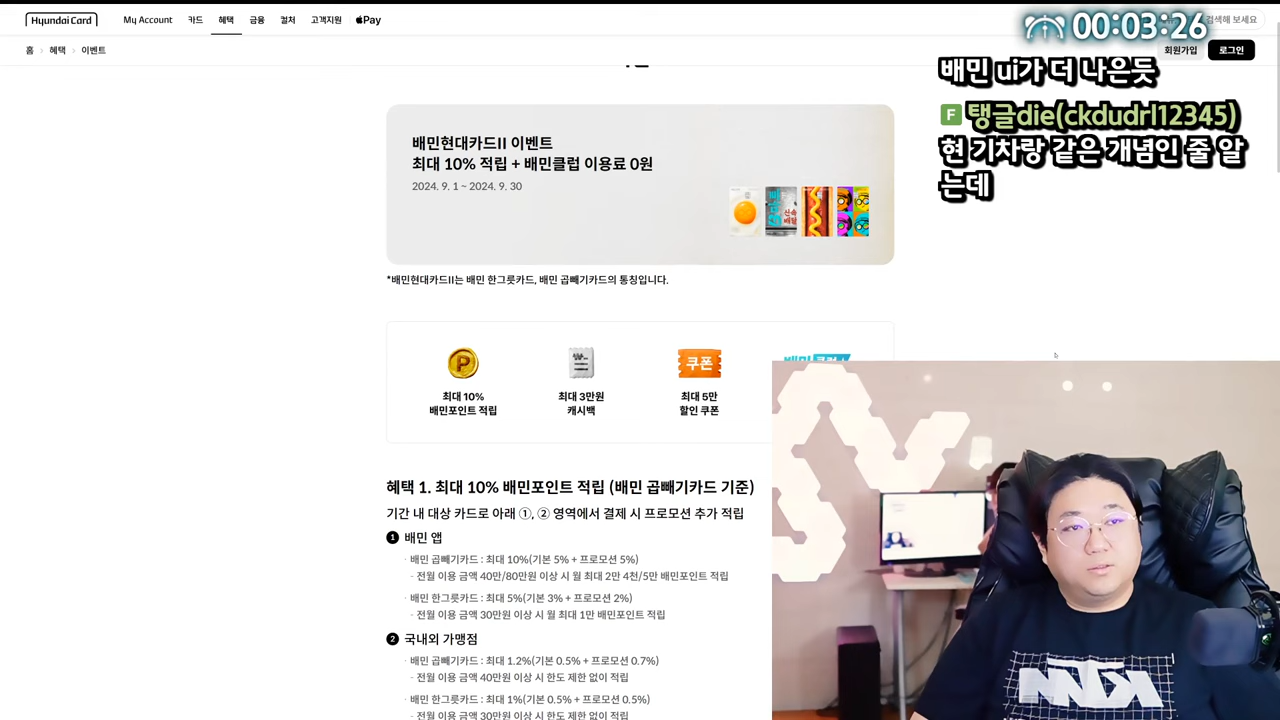 Hyundai Card
My Account 카드 혜택 금융 컬처 고객지원 Pay
검색해 보세요
00:03:26
홈 > 혜택 > 이벤트
회원가입 로그인
배민 ui가 더 나은듯
F 탱글die(ckdudrl12345)
현 기차랑 같은 개념인 줄 알
는데
배민현대카드II 이벤트
최대 10% 적립 + 배민클럽 이용료 0원
2024. 9. 1 ~ 2024. 9. 30
신속
배달
*배민현대카드II는 배민 한그릇카드, 배민 곱빼기카드의 통칭입니다.
P
쿠폰
최대 10%
배민포인트 적립
최대 3만원
캐시백
최대 5만
할인 쿠폰
혜택 1. 최대 10% 배민포인트 적립 (배민 곱빼기카드 기준)
기간 내 대상 카드로 아래 ①, ② 영역에서 결제 시 프로모션 추가 적립
1 배민 앱
· 배민 곱빼기카드 : 최대 10%(기본 5% + 프로모션 5%)
- 전월 이용 금액 40만/80만원 이상 시 월 최대 2만 4천/5만 배민포인트 적립
· 배민 한그릇카드 : 최대 5%(기본 3% + 프로모션 2%)
- 전월 이용 금액 30만원 이상 시 월 최대 1만 배민포인트 적립
2 국내외 가맹점
· 배민 곱빼기카드 : 최대 1.2%(기본 0.5% + 프로모션 0.7%)
- 전월 이용 금액 40만원 이상 시 한도 제한 없이 적립
· 배민 한그릇카드 : 최대 1%(기본 0.5% + 프로모션 0.5%)
- 전월 이용 금액 30만원 이상 시 한도 제한 없이 적립